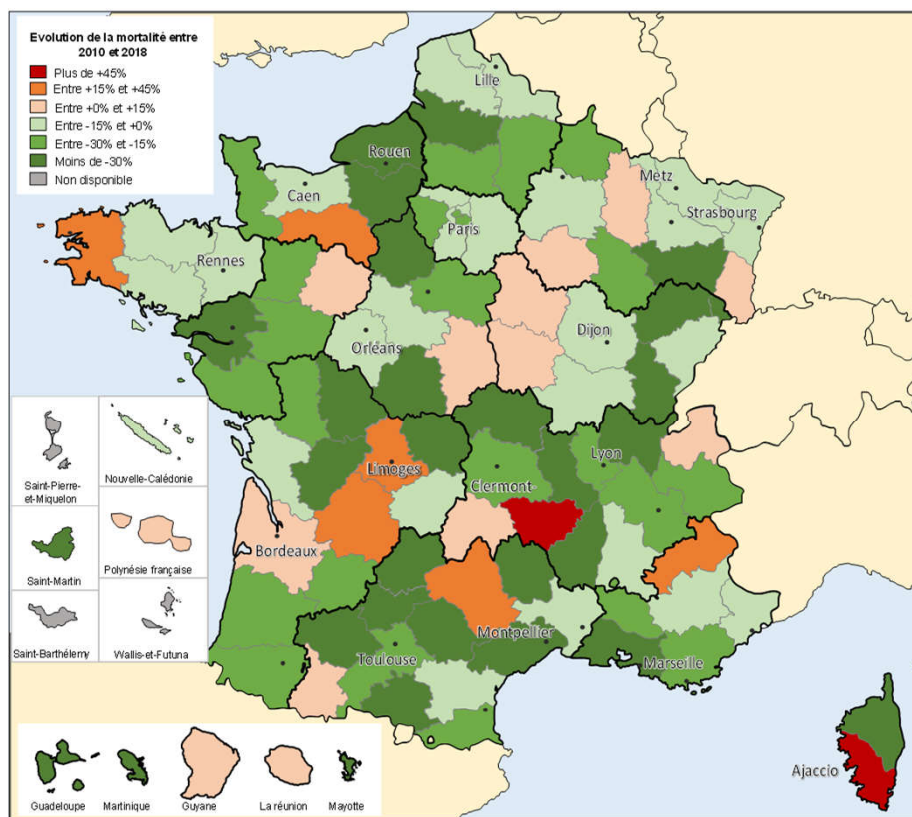 Evolution de la mortalité entre
2010 et 2018
Plus de +45%
Entre +15% et +45%
Entre +0% et +15%
Entre -15% et +0%
Entre -30% et -15%
Moins de -30%
Non disponible
Lille
Rouen
Caen
Metz
Strasbourg
Paris
Rennes
Orléans
Dijon
Limoges
Clermont-
Lyon
Bordeaux
Montpellier
Toulouse
Marseille
Ajaccio
Saint-Pierre-
et-Miquelon
Nouvelle-Calédonie
Saint-Martin
Polynésie française
Saint-Barthélemy
Wallis-et-Futuna
Guadeloupe
Martinique
Guyane
La réunion
Mayotte